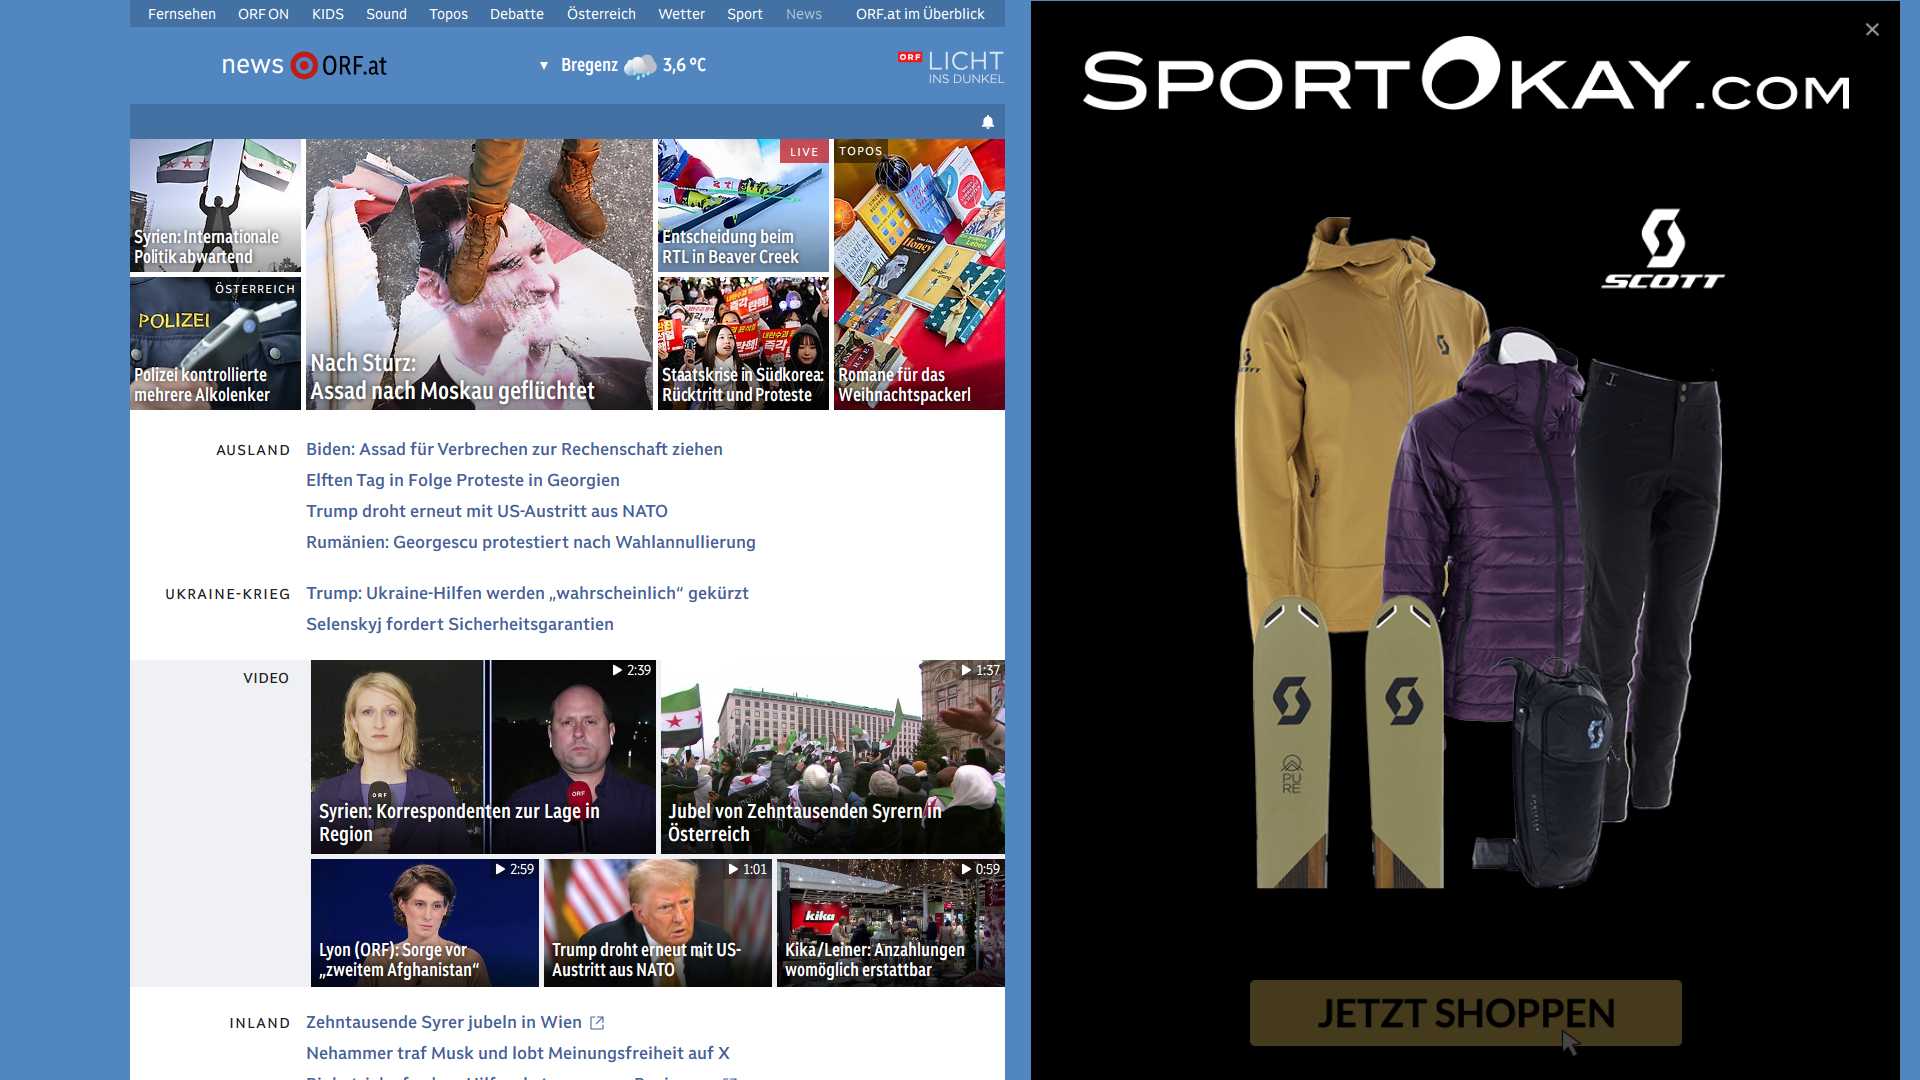 Fernsehen ORF ON KIDS Sound Topos Debatte Österreich Wetter Sport News ORF.at im Überblick
news ORF.at
Bregenz 3,6 °C
ORF LICHT
INS DUNKEL
Syrien: Internationale
Politik abwartend
ÖSTERREICH
POLIZEI
Polizei kontrollierte
mehrere Alkolenker
Nach Sturz:
Assad nach Moskau geflüchtet
LIVE
Entscheidung beim
RTL in Beaver Creek
Staatskrise in Südkorea:
Rücktritt und Proteste
TOPOS
Honey
Romane für das
Weihnachtspackerl
AUSLAND
Biden: Assad für Verbrechen zur Rechenschaft ziehen
Elften Tag in Folge Proteste in Georgien
Trump droht erneut mit US-Austritt aus NATO
Rumänien: Georgescu protestiert nach Wahlannullierung
UKRAINE-KRIEG
Trump: Ukraine-Hilfen werden „wahrscheinlich“ gekürzt
Selenskyj fordert Sicherheitsgarantien
VIDEO
2:39
ORF
ORF
Syrien: Korrespondenten zur Lage in
Region
1:37
Jubel von Zehntausenden Syrern in
Österreich
2:59
Lyon (ORF): Sorge vor
„zweitem Afghanistan“
1:01
Trump droht erneut mit US-
Austritt aus NATO
0:59
kika
Kika/Leiner: Anzahlungen
womöglich erstattbar
INLAND
Zehntausende Syrer jubeln in Wien
Nehammer traf Musk und lobt Meinungsfreiheit auf X
SPORTOKAY.COM
SCOTT
SCOTT
PURE
JETZT SHOPPEN